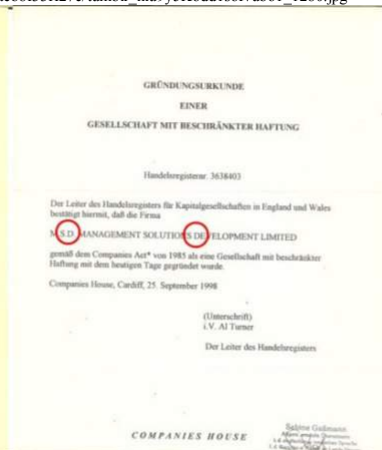 GRÜNDUNGSURKUNDE
EINER
GESELLSCHAFT MIT BESCHRÄNKTER HAFTUNG
Handelsregisternr. 3638403
Der Leiter des Handelsregisters für Kapitalgesellschaften in England und Wales
bestätigt hiermit, daß die Firma
M.S.D. MANAGEMENT SOLUTIONS DEVELOPMENT LIMITED
gemäß dem Companies Act* von 1985 als eine Gesellschaft mit beschränkter
Haftung mit dem heutigen Tage gegründet wurde.
Companies House, Cardiff, 25. September 1998
(Unterschrift)
i.V. Al Turner
Der Leiter des Handelsregisters
COMPANIES HOUSE
Sabine Gaßmann